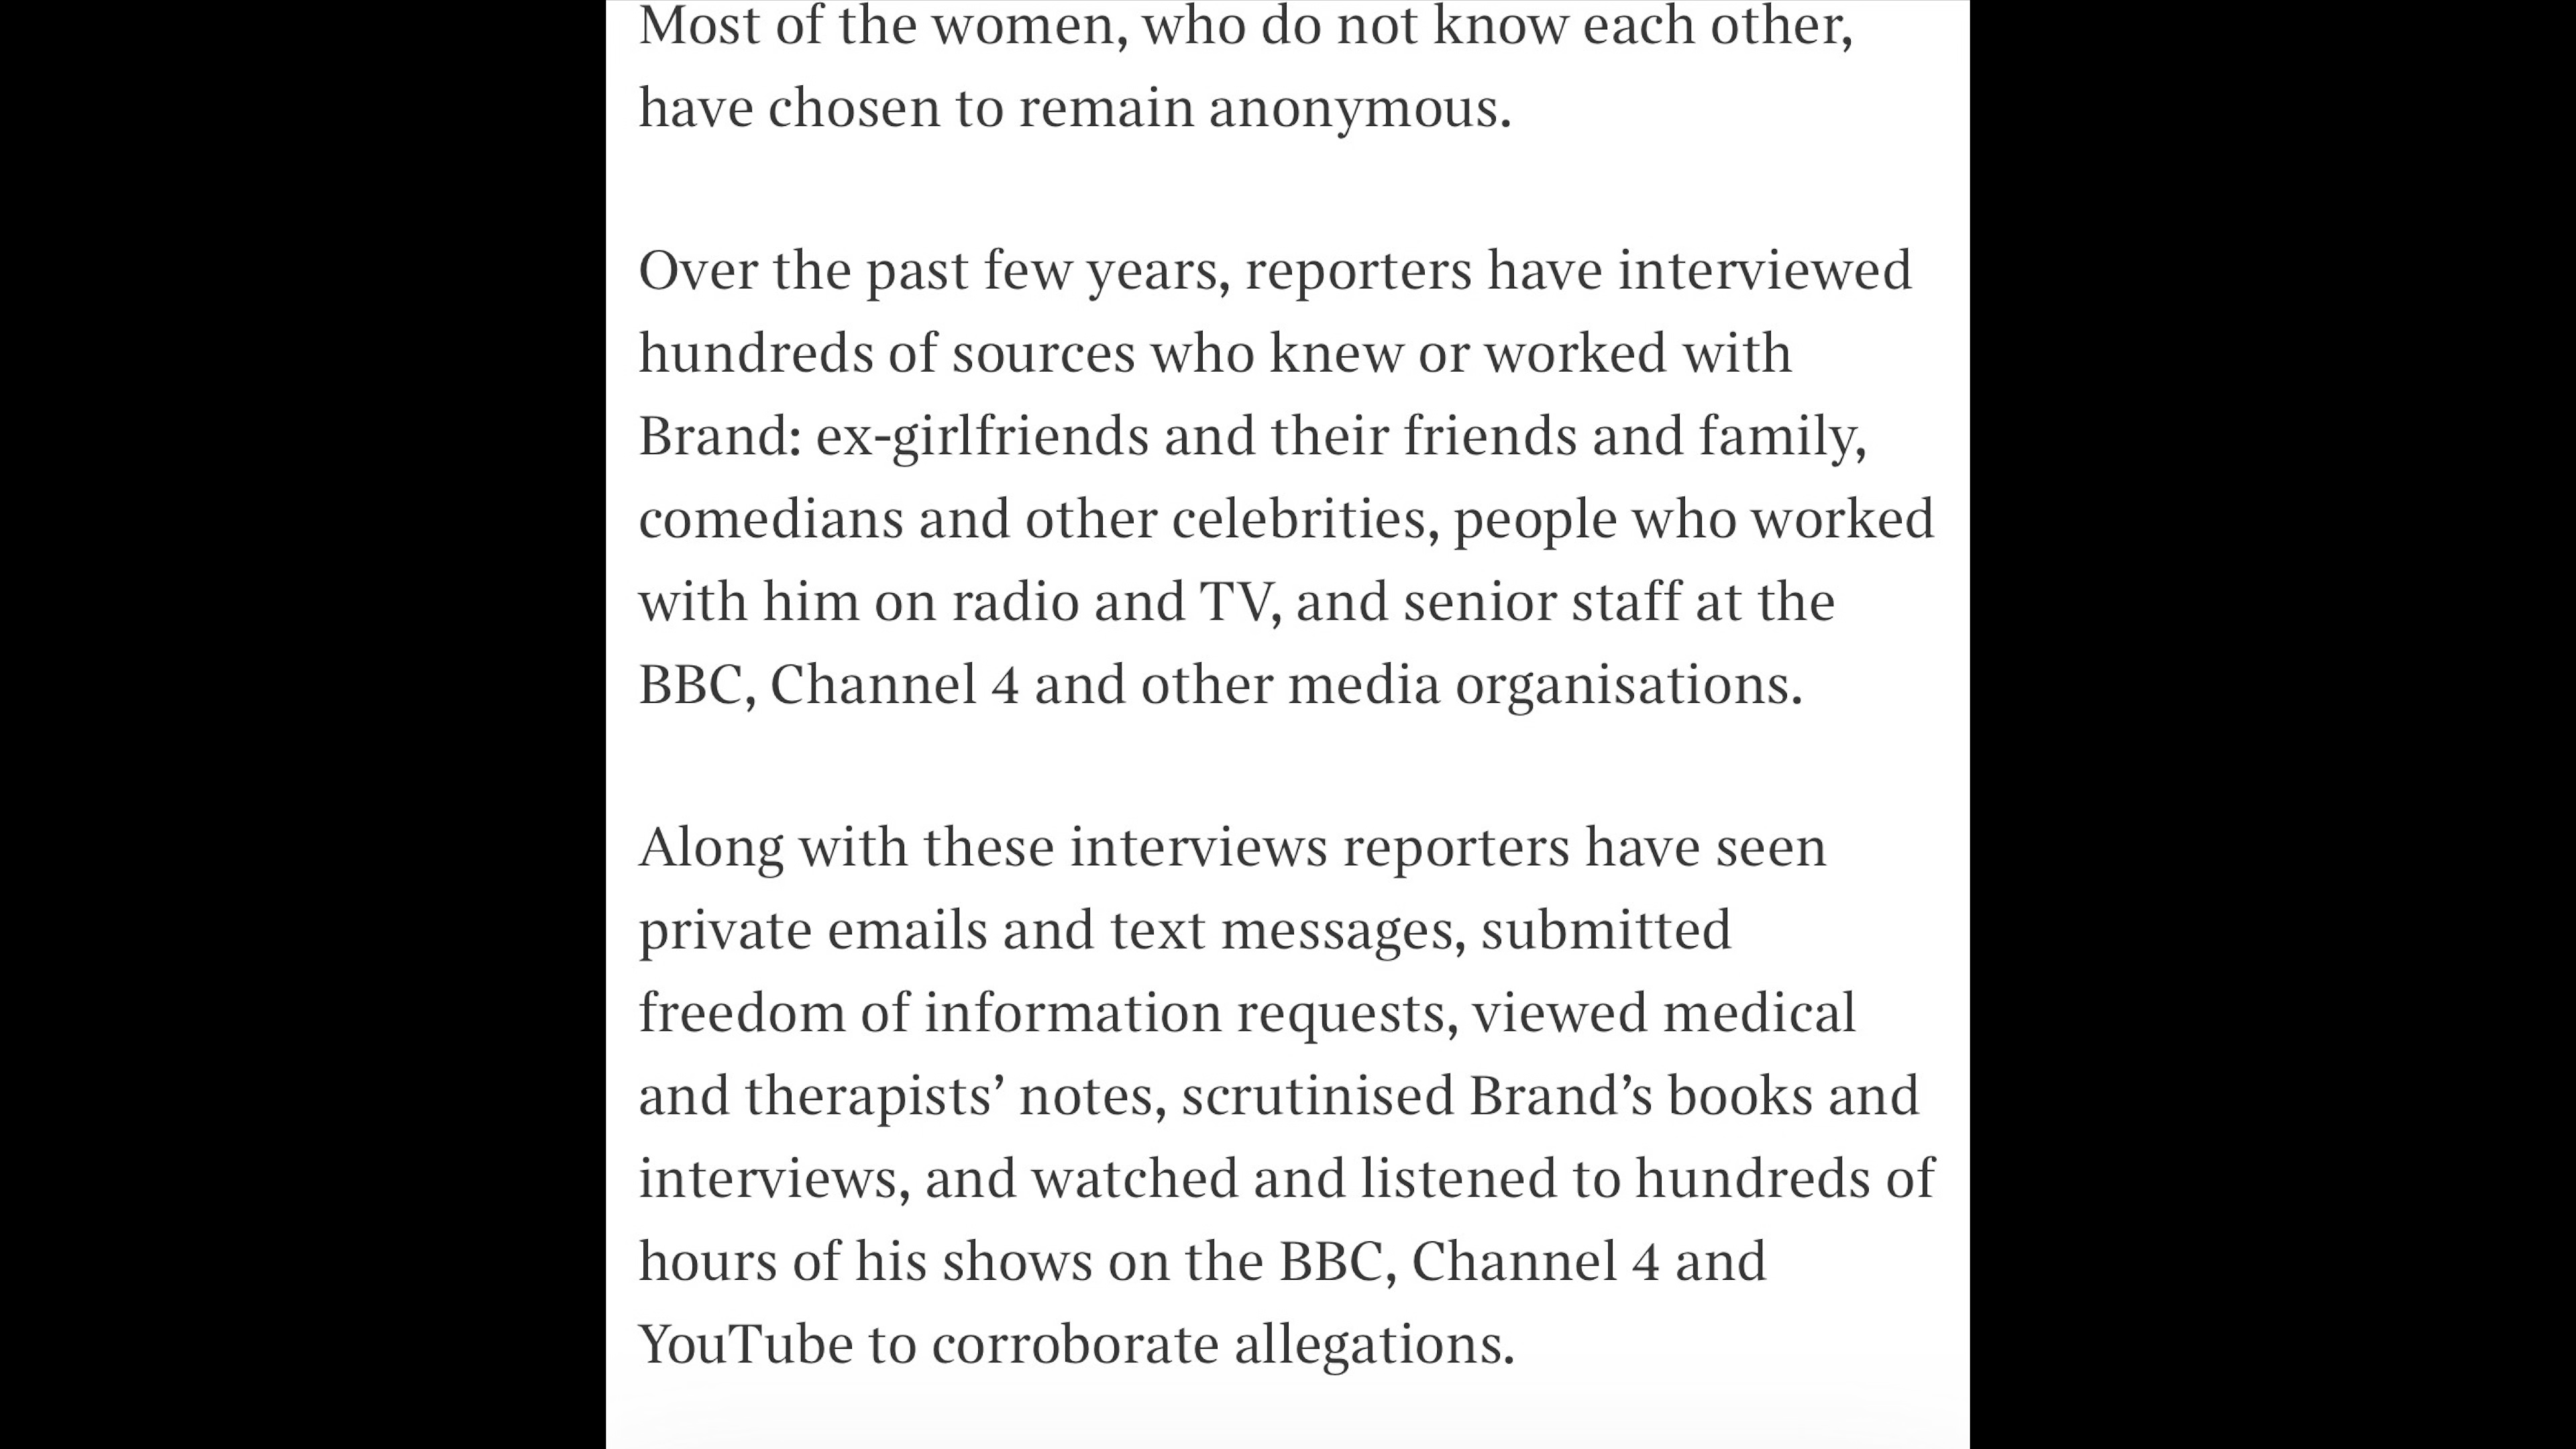 Most of the women, who do not know each other,
have chosen to remain anonymous.
Over the past few years, reporters have interviewed
hundreds of sources who knew or worked with
Brand: ex-girlfriends and their friends and family,
comedians and other celebrities, people who worked
with him on radio and TV, and senior staff at the
BBC, Channel 4 and other media organisations.
Along with these interviews reporters have seen
private emails and text messages, submitted
freedom of information requests, viewed medical
and therapists’ notes, scrutinised Brand’s books and
interviews, and watched and listened to hundreds of
hours of his shows on the BBC, Channel 4 and
YouTube to corroborate allegations.